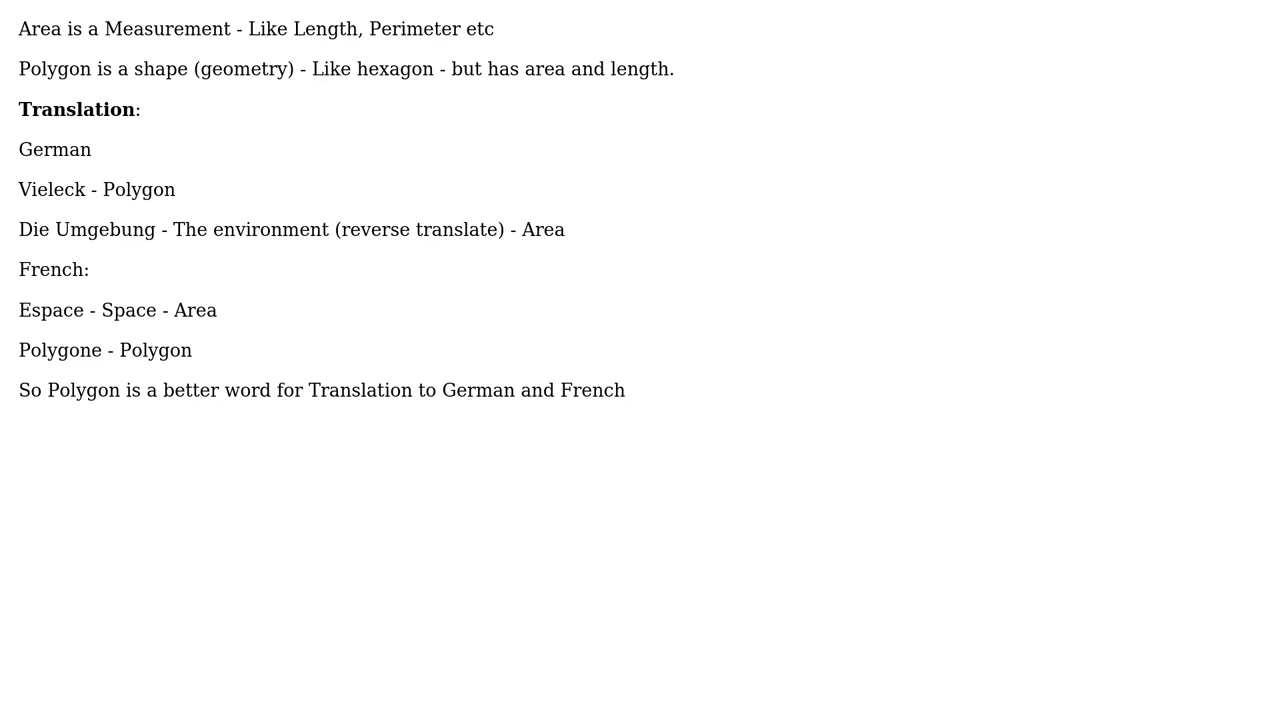 Area is a Measurement - Like Length, Perimeter etc
Polygon is a shape (geometry) - Like hexagon - but has area and length.
Translation:
German
Vieleck - Polygon
Die Umgebung - The environment (reverse translate) - Area
French:
Espace - Space - Area
Polygone - Polygon
So Polygon is a better word for Translation to German and French